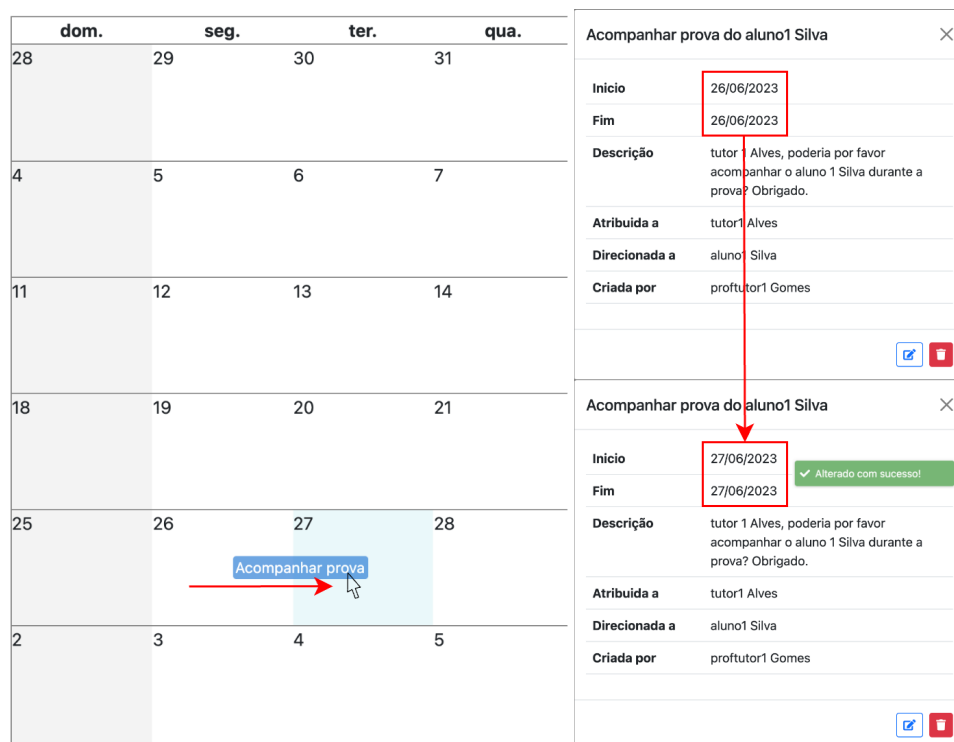 dom. seg. ter. qua.
28 29 30 31
4 5 6 7
11 12 13 14
18 19 20 21
25 26 27 28
Acompanhar prova
2 3 4 5
Acompanhar prova do aluno1 Silva
Inicio 26/06/2023
Fim 26/06/2023
Descrição tutor 1 Alves, poderia por favor
acompanhar o aluno 1 Silva durante a
prova? Obrigado.
Atribuida a tutor1 Alves
Direcionada a aluno1 Silva
Criada por proftutor1 Gomes
Acompanhar prova do aluno1 Silva
Inicio 27/06/2023
Alterado com sucesso!
Fim 27/06/2023
Descrição tutor 1 Alves, poderia por favor
acompanhar o aluno 1 Silva durante a
prova? Obrigado.
Atribuida a tutor1 Alves
Direcionada a aluno1 Silva
Criada por proftutor1 Gomes